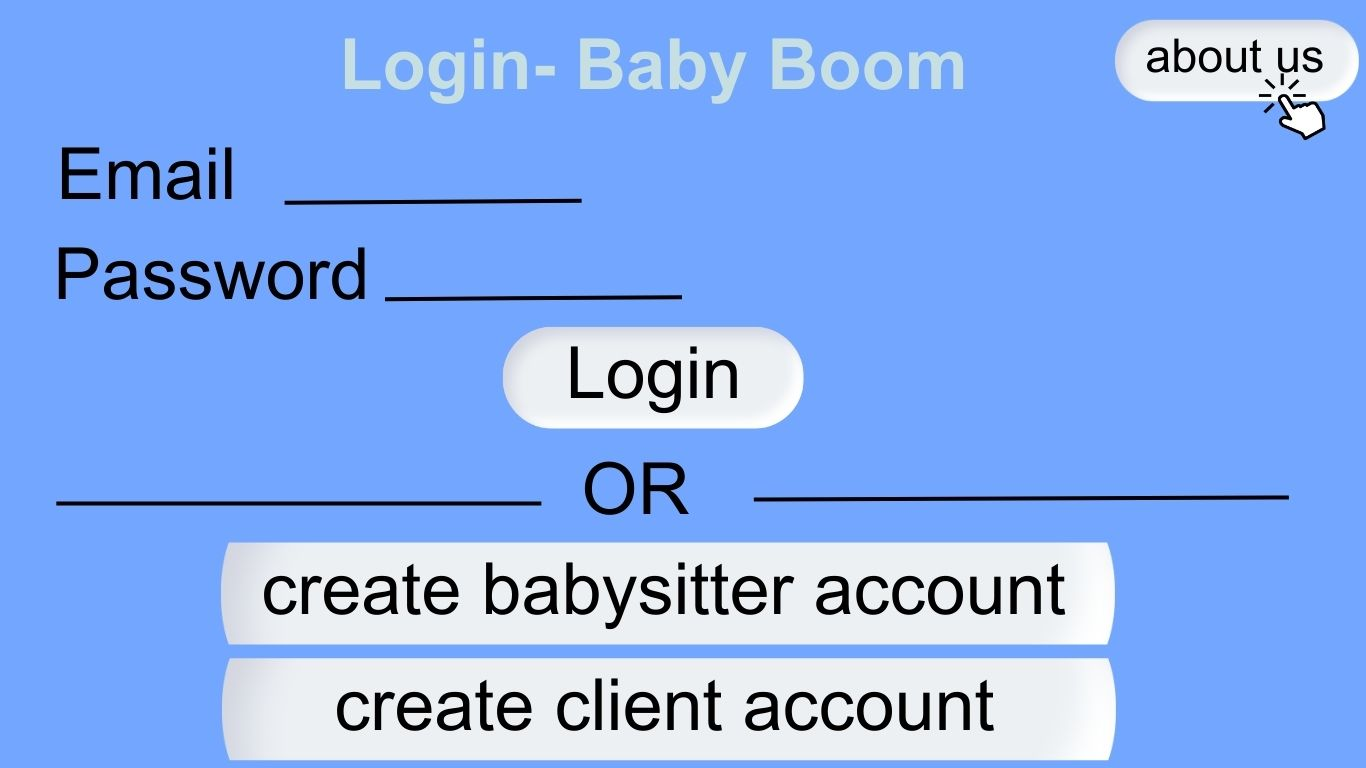 Login- Baby Boom
about us
Email
Password
Login
OR
create babysitter account
create client account